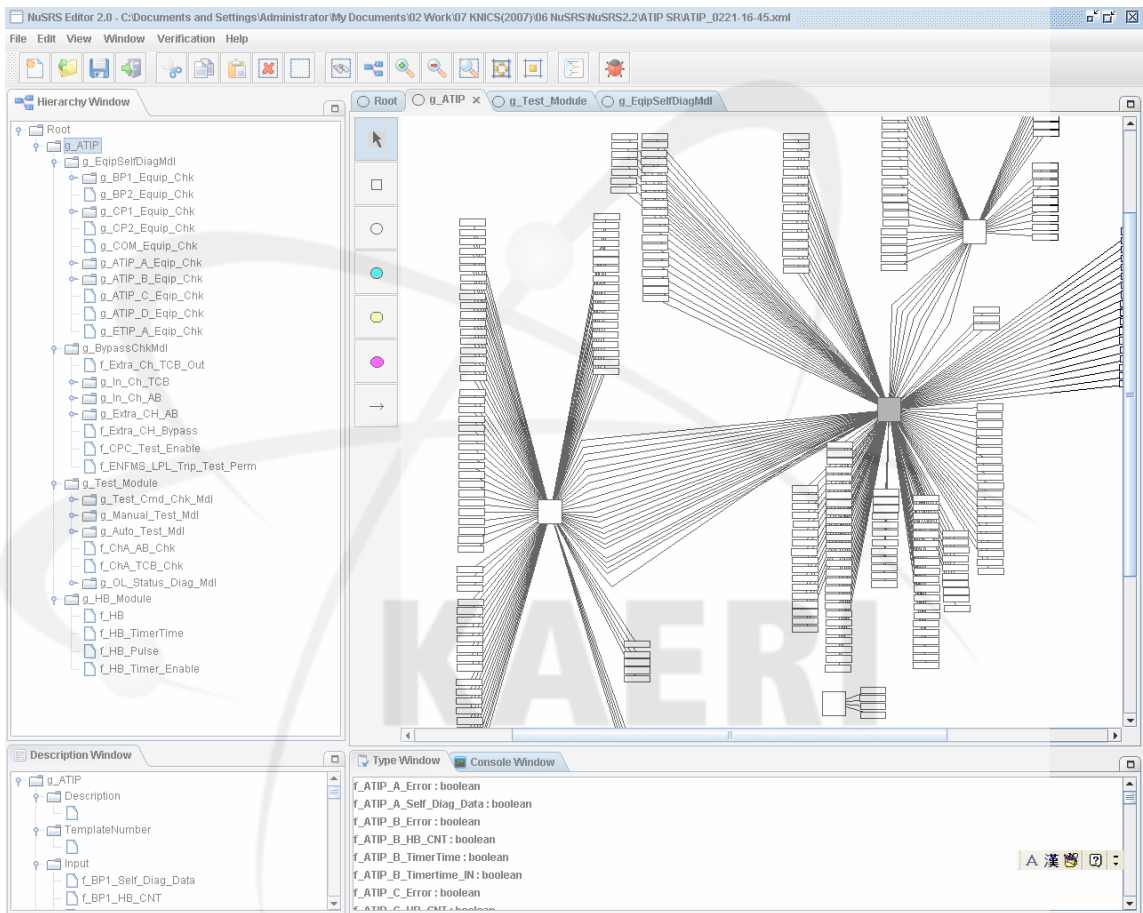 NuSRS Editor 2.0 - C:\Documents and Settings\Administrator\My Documents\02 Work\07 KNICS(2007)\06 NuSRS\NuSRS2.2\ATIP SR\ATIP_0221-16-45.xml
File Edit View Window Verification Help
Hierarchy Window
Root
g_ATIP
g_EqipSelfDiagMdl
g_BP1_Equip_Chk
g_BP2_Equip_Chk
g_CP1_Equip_Chk
g_CP2_Equip_Chk
g_COM_Equip_Chk
g_ATIP_A_Eqip_Chk
g_ATIP_B_Eqip_Chk
g_ATIP_C_Eqip_Chk
g_ATIP_D_Eqip_Chk
g_ETIP_A_Eqip_Chk
g_BypassChkMdl
f_Extra_Ch_TCB_Out
g_In_Ch_TCB
g_In_Ch_AB
g_Extra_CH_AB
f_Extra_CH_Bypass
f_CPC_Test_Enable
f_ENFMS_LPL_Trip_Test_Perm
g_Test_Module
g_Test_Cmd_Chk_Mdl
g_Manual_Test_Mdl
g_Auto_Test_Mdl
f_ChA_AB_Chk
f_ChA_TCB_Chk
g_OL_Status_Diag_Mdl
g_HB_Module
f_HB
f_HB_TimerTime
f_HB_Pulse
f_HB_Timer_Enable
Root g_ATIP × g_Test_Module g_EqipSelfDiagMdl
KAERI
Description Window
g_ATIP
Description
TemplateNumber
Input
f_BP1_Self_Diag_Data
f_BP1_HB_CNT
Type Window Console Window
f_ATIP_A_Error : boolean
f_ATIP_A_Self_Diag_Data : boolean
f_ATIP_B_Error : boolean
f_ATIP_B_HB_CNT : boolean
f_ATIP_B_TimerTime : boolean
f_ATIP_B_Timertime_IN : boolean
f_ATIP_C_Error : boolean
f_ATIP_C_HB_CNT : boolean
A 漢